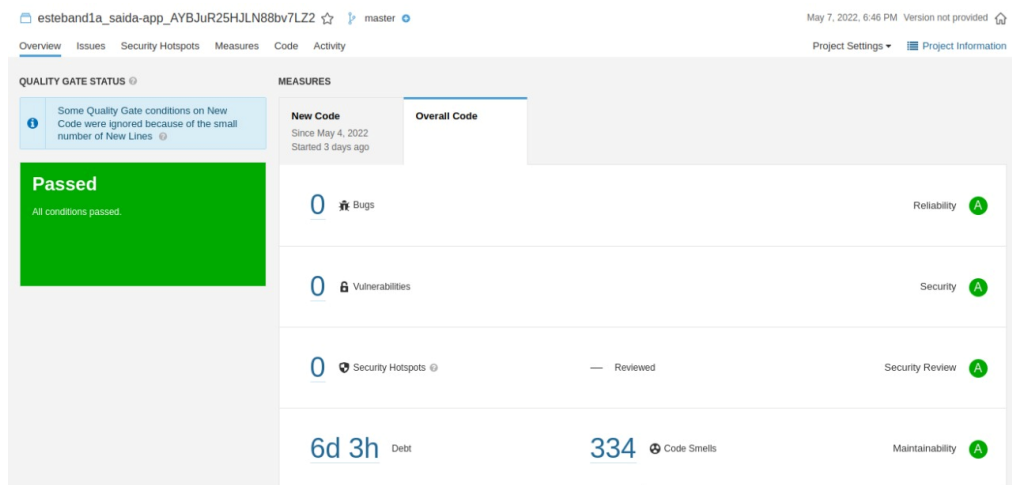 esteband1a_saida-app_AYBJuR25HJLN88bv7LZ2 master May 7, 2022, 6:46 PM Version not provided
Overview Issues Security Hotspots Measures Code Activity Project Settings Project Information
QUALITY GATE STATUS
Some Quality Gate conditions on New
Code were ignored because of the small
number of New Lines
Passed
All conditions passed.
MEASURES
New Code
Since May 4, 2022
Started 3 days ago
Overall Code
0 Bugs Reliability A
0 Vulnerabilities Security A
0 Security Hotspots — Reviewed Security Review A
6d 3h Debt 334 Code Smells Maintainability A